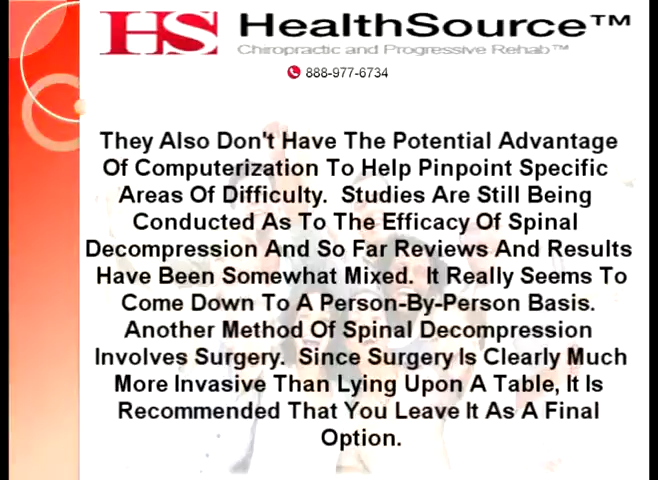 HS HealthSource™
Chiropractic and Progressive Rehab™
888-977-6734
They Also Don't Have The Potential Advantage
Of Computerization To Help Pinpoint Specific
Areas Of Difficulty. Studies Are Still Being
Conducted As To The Efficacy Of Spinal
Decompression And So Far Reviews And Results
Have Been Somewhat Mixed. It Really Seems To
Come Down To A Person-By-Person Basis.
Another Method Of Spinal Decompression
Involves Surgery. Since Surgery Is Clearly Much
More Invasive Than Lying Upon A Table, It Is
Recommended That You Leave It As A Final
Option.